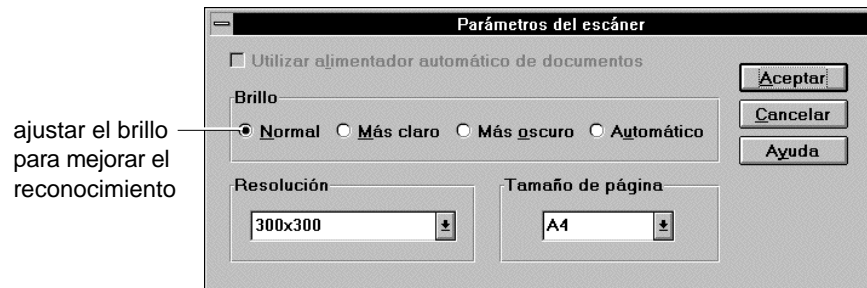 Parámetros del escáner
Utilizar alimentador automático de documentos
Aceptar
Brillo
Cancelar
ajustar el brillo
para mejorar el
reconocimiento
Normal Más claro Más oscuro Automático
Ayuda
Resolución Tamaño de página
300x300 A4